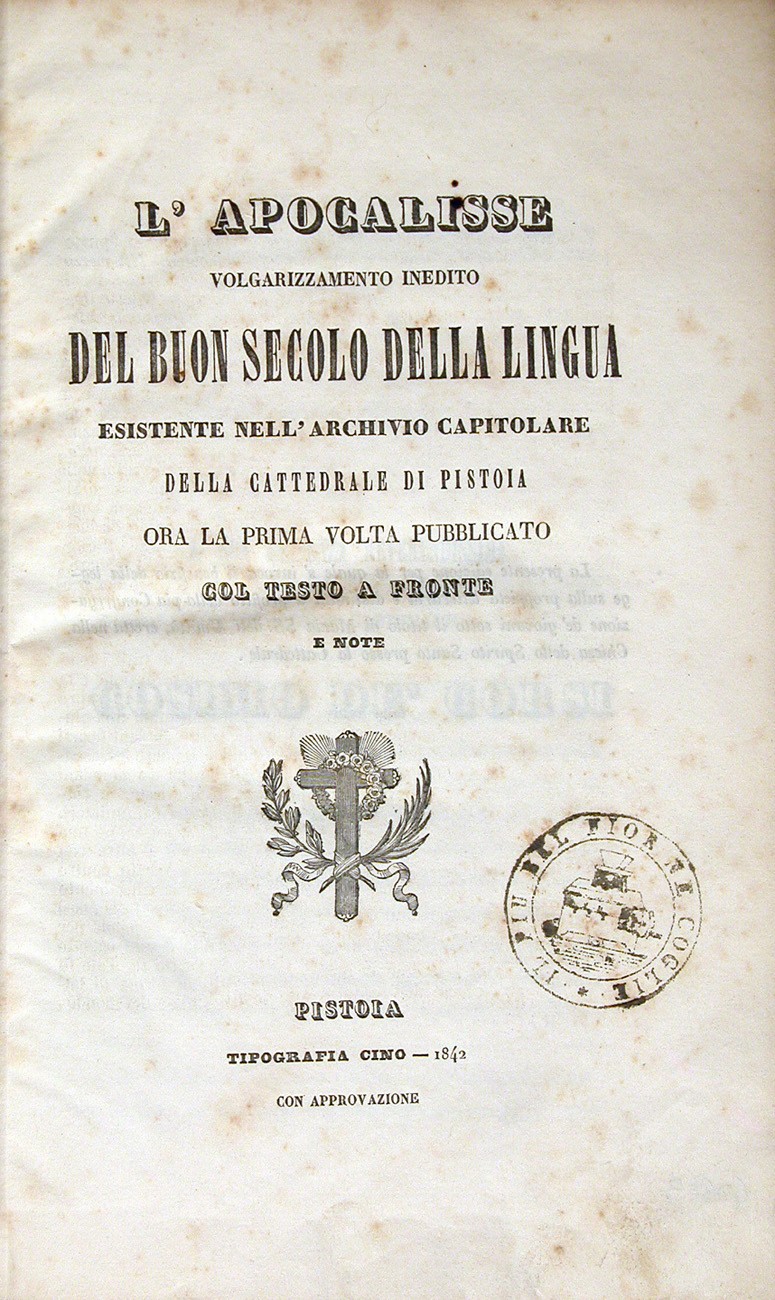 L' APOCALISSE
VOLGARIZZAMENTO INEDITO
DEL BUON SECOLO DELLA LINGUA
ESISTENTE NELL'ARCHIVIO CAPITOLARE
DELLA CATTEDRALE DI PISTOIA
ORA LA PRIMA VOLTA PUBBLICATO
COL TESTO A FRONTE
E NOTE
IL PIÙ BEL FIOR NE COGLIE *
PISTOIA
TIPOGRAFIA CINO — 1842
CON APPROVAZIONE